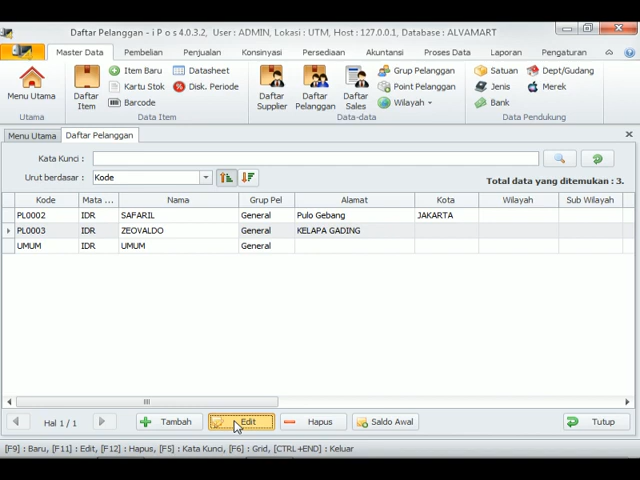 Daftar Pelanggan - i P o s 4.0.3.2, User : ADMIN, Lokasi : UTM, Host : 127.0.0.1, Database : ALVAMART
Master Data Pembelian Penjualan Konsinyasi Persediaan Akuntansi Proses Data Laporan Pengaturan
Menu Utama
Utama
Daftar Item
Item Baru
Kartu Stok
Barcode
Datasheet
Disk. Periode
Data Item
Daftar Supplier
Daftar Pelanggan
Daftar Sales
Grup Pelanggan
Point Pelanggan
Wilayah
Data-data
Satuan
Jenis
Bank
Dept/Gudang
Merek
Data Pendukung
Menu Utama Daftar Pelanggan
Kata Kunci :
Urut berdasar : Kode
Total data yang ditemukan : 3.
Kode Mata ... Nama Grup Pel Alamat Kota Wilayah Sub Wilayah
PL0002 IDR SAFARIL General Pulo Gebang JAKARTA
PL0003 IDR ZEOVALDO General KELAPA GADING
UMUM IDR UMUM General
Hal 1 / 1 Tambah Edit Hapus Saldo Awal Tutup
[F9] : Baru, [F11] : Edit, [F12] : Hapus, [F5] : Kata Kunci, [F6] : Grid, [CTRL+END] : Keluar